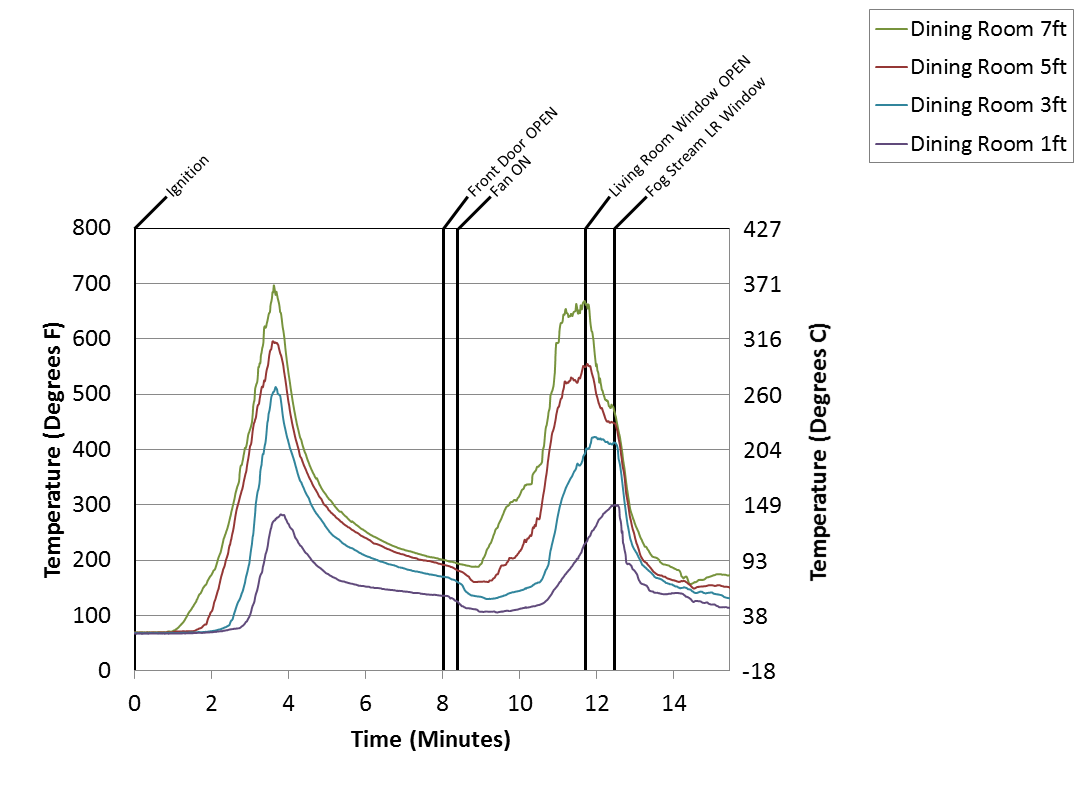 Dining Room 7ft
Dining Room 5ft
Dining Room 3ft
Dining Room 1ft
Ignition
Front Door OPEN
Fan ON
Living Room Window OPEN
Fog Stream LR Window
800
700
600
500
400
300
200
100
0
Temperature (Degrees F)
427
371
316
260
204
149
93
38
-18
Temperature (Degrees C)
0 2 4 6 8 10 12 14
Time (Minutes)